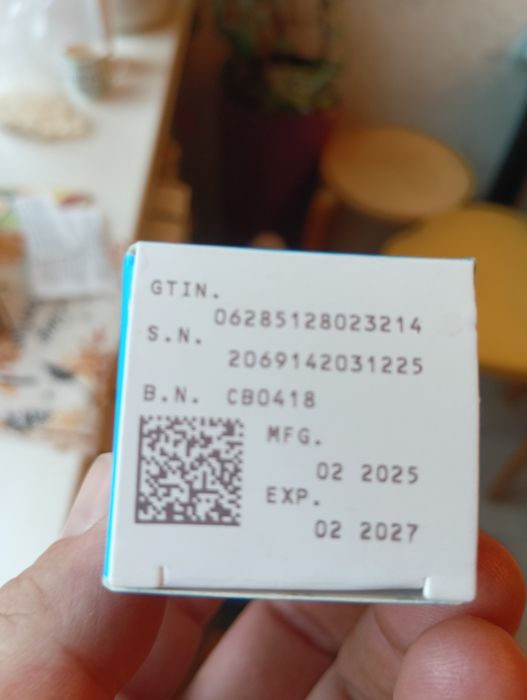 GTIN.
06285128023214
S.N.
2069142031225
B.N. CB0418
MFG.
02 2025
EXP.
02 2027